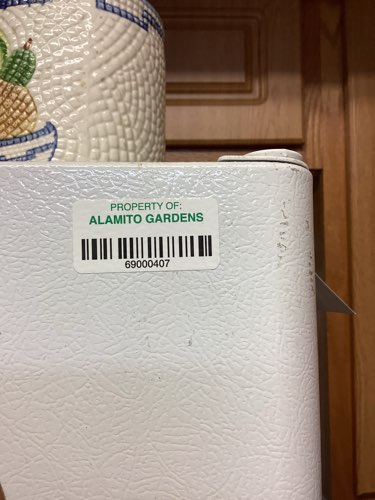 PROPERTY OF:
ALAMITO GARDENS
69000407